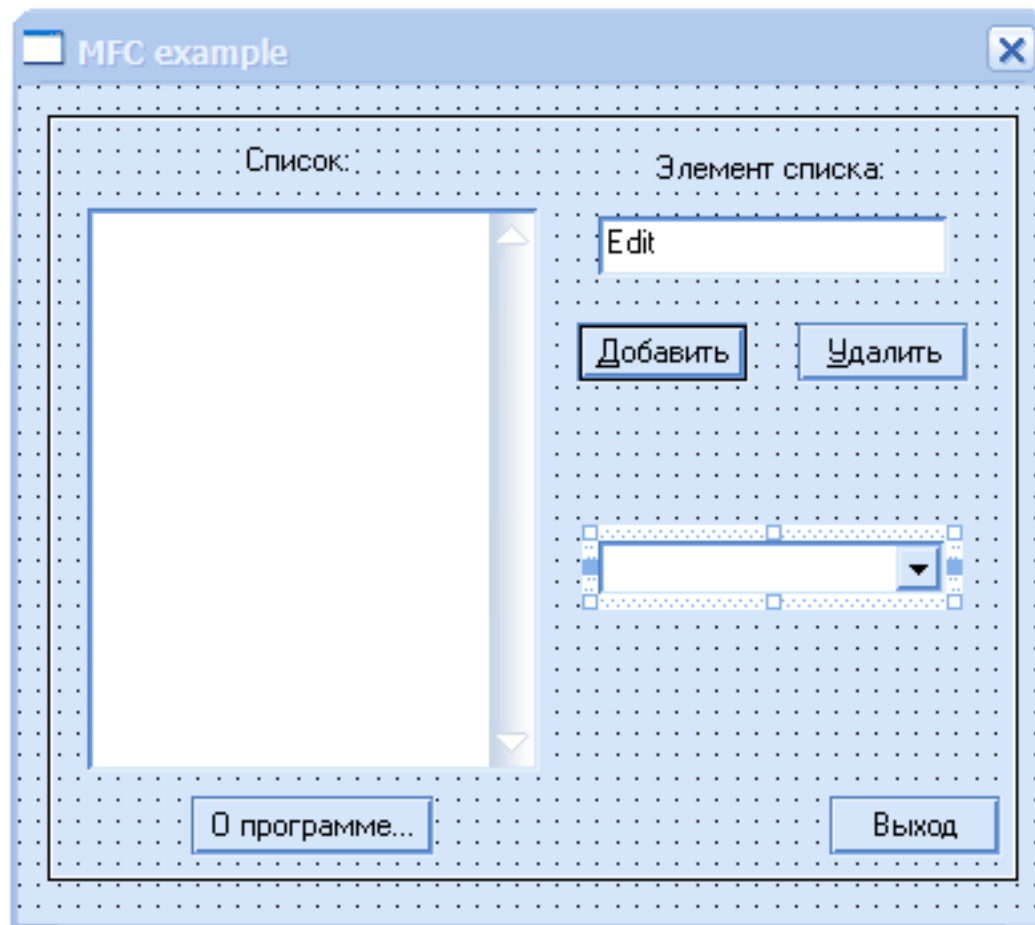 MFC example
Список:
Элемент списка:
Edit
Добавить
Удалить
О программе...
Выход